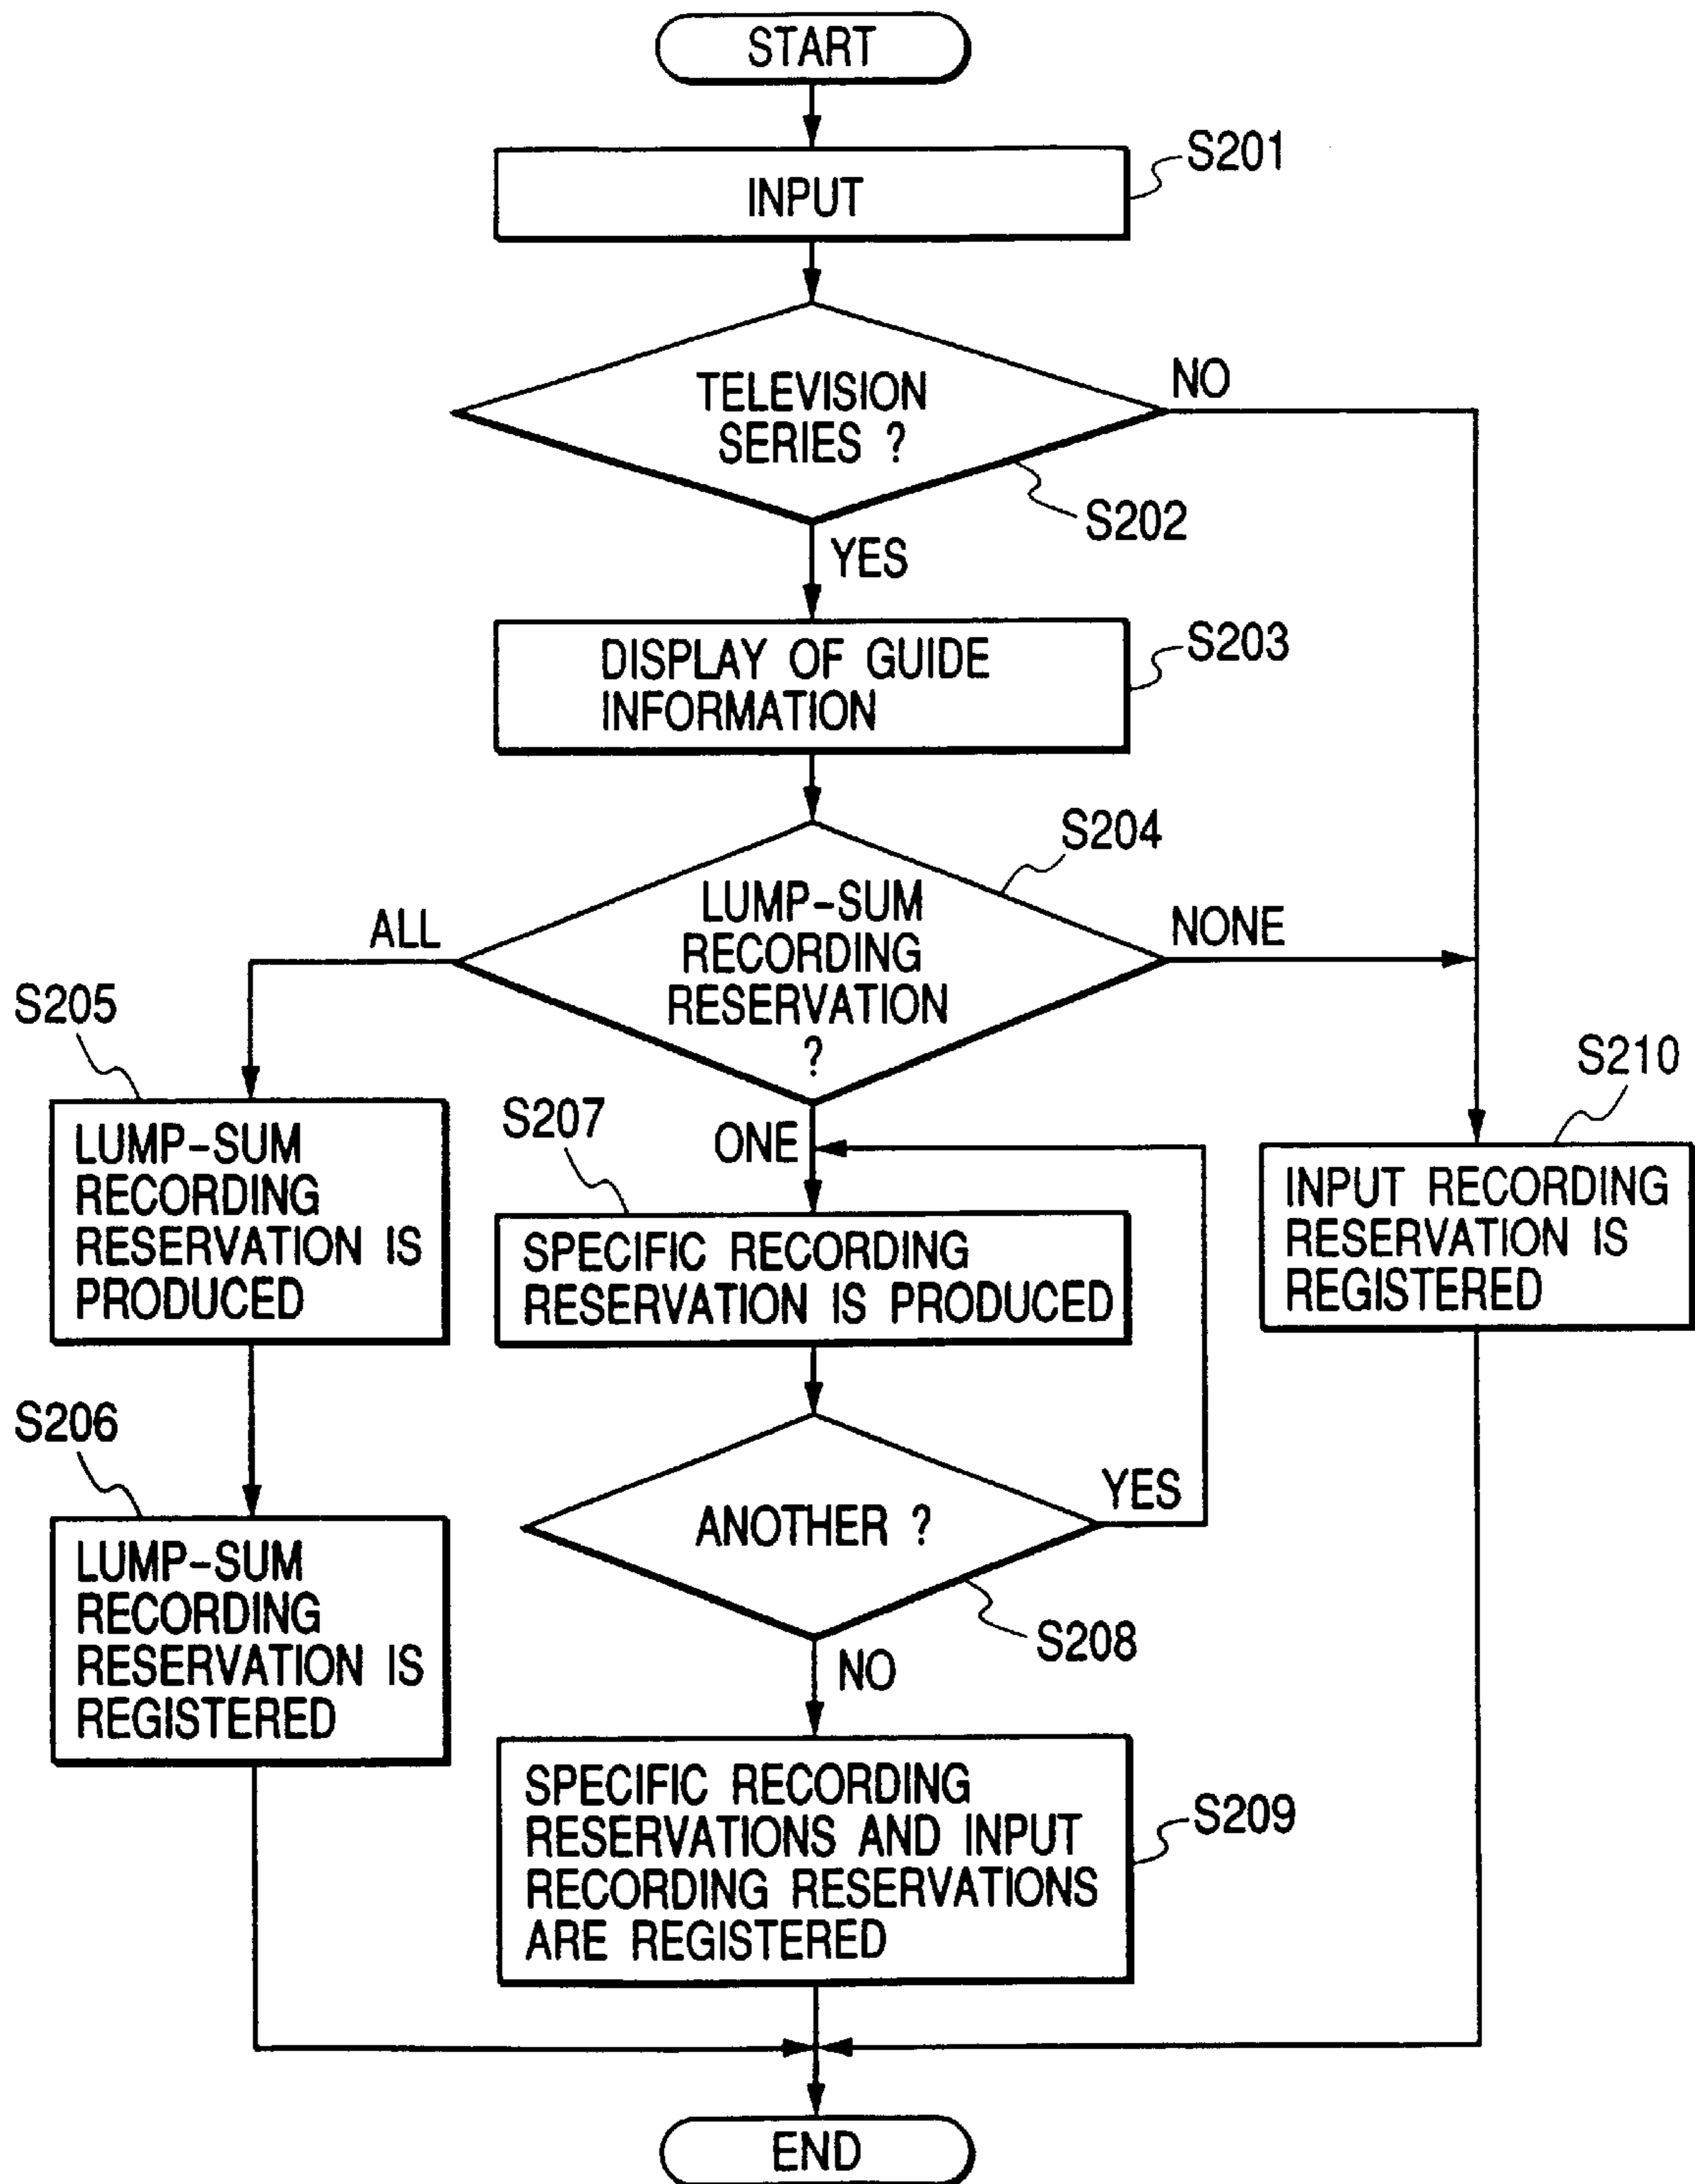 START
S201
INPUT
TELEVISION
SERIES ?
NO
S202
YES
S203
DISPLAY OF GUIDE
INFORMATION
S204
LUMP-SUM
RECORDING
RESERVATION
?
ALL
NONE
ONE
S205
LUMP-SUM
RECORDING
RESERVATION IS
PRODUCED
S207
SPECIFIC RECORDING
RESERVATION IS PRODUCED
S210
INPUT RECORDING
RESERVATION IS
REGISTERED
S206
LUMP-SUM
RECORDING
RESERVATION IS
REGISTERED
ANOTHER ?
YES
S208
NO
S209
SPECIFIC RECORDING
RESERVATIONS AND INPUT
RECORDING RESERVATIONS
ARE REGISTERED
END